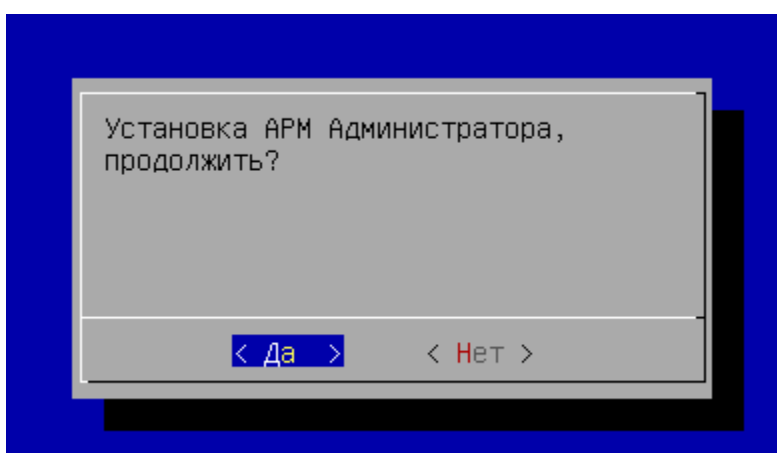 Установка АРМ Администратора,
продолжить?
< Да > < Нет >